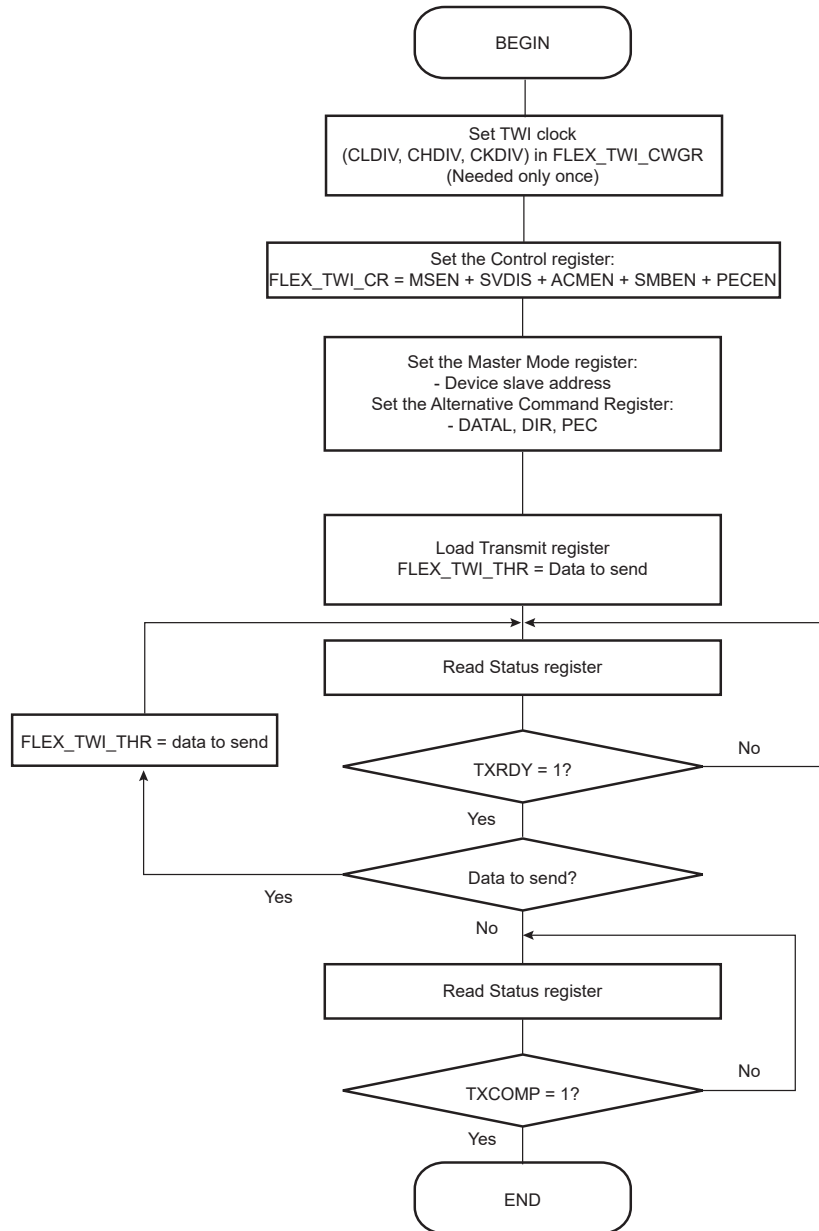 BEGIN
Set TWI clock
(CLDIV, CHDIV, CKDIV) in FLEX_TWI_CWGR
(Needed only once)
Set the Control register:
FLEX_TWI_CR = MSEN + SVDIS + ACMEN + SMBEN + PECEN
Set the Master Mode register:
- Device slave address
Set the Alternative Command Register:
- DATAL, DIR, PEC
Load Transmit register
FLEX_TWI_THR = Data to send
Read Status register
FLEX_TWI_THR = data to send
TXRDY = 1?
No
Yes
Data to send?
Yes
No
Read Status register
TXCOMP = 1?
No
Yes
END